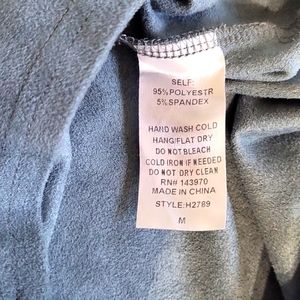 SELF:
95%POLYESTR
5%SPANDEX
HAND WASH COLD
HANG/FLAT DRY
DO NOT BLEACH
COLD IRON IF NEEDED
DO NOT DRY CLEAN
RN# 143970
MADE IN CHINA
STYLE:H2789
M